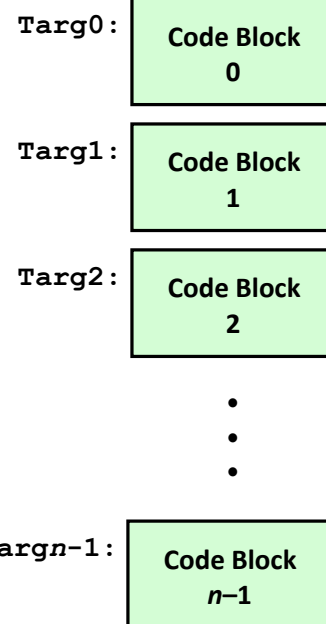 Targ0:
Code Block
0
Targ1:
Code Block
1
Targ2:
Code Block
2
•
•
•
argn-1:
Code Block
n–1